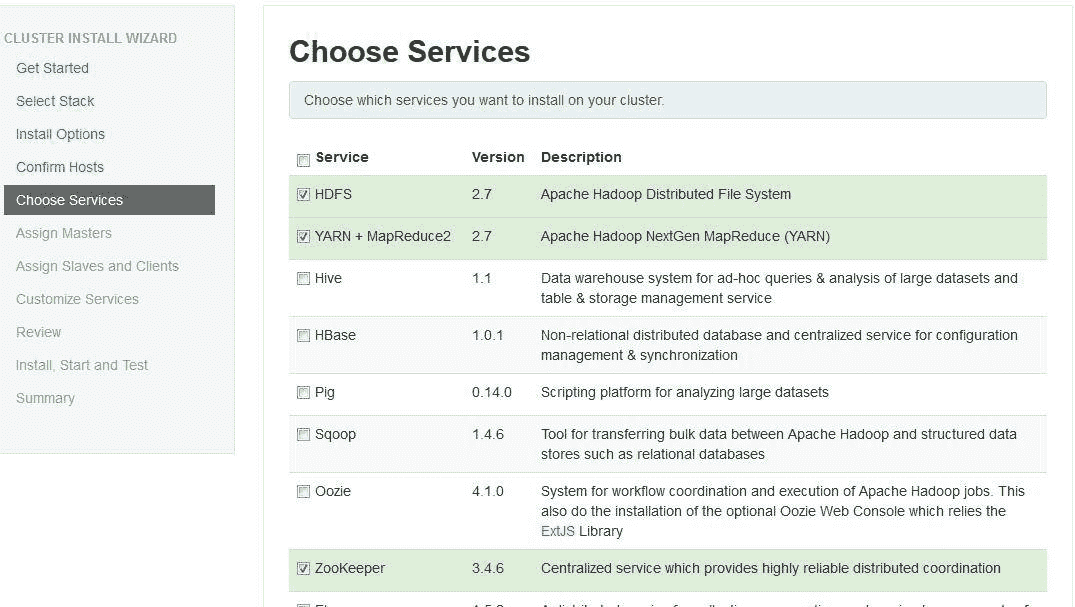 CLUSTER INSTALL WIZARD
Get Started
Select Stack
Install Options
Confirm Hosts
Choose Services
Assign Masters
Assign Slaves and Clients
Customize Services
Review
Install, Start and Test
Summary
Choose Services
Choose which services you want to install on your cluster.
Service Version Description
HDFS 2.7 Apache Hadoop Distributed File System
YARN + MapReduce2 2.7 Apache Hadoop NextGen MapReduce (YARN)
Hive 1.1 Data warehouse system for ad-hoc queries & analysis of large datasets and
table & storage management service
HBase 1.0.1 Non-relational distributed database and centralized service for configuration
management & synchronization
Pig 0.14.0 Scripting platform for analyzing large datasets
Sqoop 1.4.6 Tool for transferring bulk data between Apache Hadoop and structured data
stores such as relational databases
Oozie 4.1.0 System for workflow coordination and execution of Apache Hadoop jobs. This
also do the installation of the optional Oozie Web Console which relies the
ExtJS Library
ZooKeeper 3.4.6 Centralized service which provides highly reliable distributed coordination